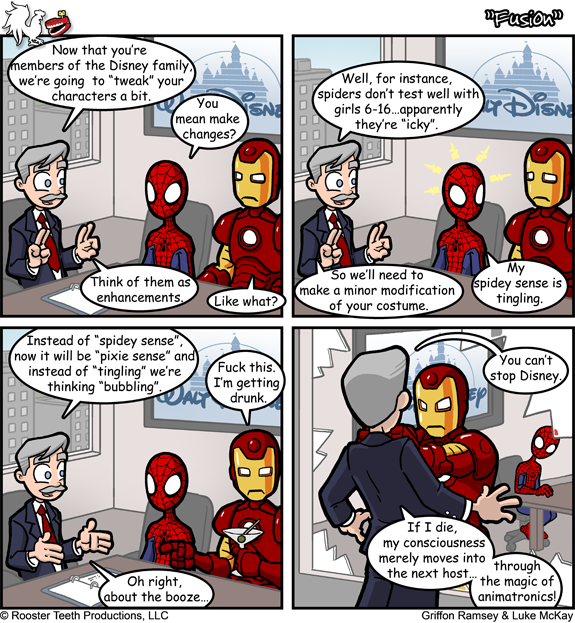 "Fusion"
Now that you're
members of the Disney family,
we're going to "tweak" your
characters a bit.
You
mean make
changes?
Think of them as
enhancements.
Like what?
WALT DISNE
Well, for instance,
spiders don't test well with
girls 6-16...apparently
they're "icky".
LT DISN
So we'll need to
make a minor modification
of your costume.
My
spidey sense is
tingling.
Instead of "spidey sense",
now it will be "pixie sense" and
instead of "tingling" we're
thinking "bubbling".
Fuck this.
I'm getting
drunk.
WALT
Oh right,
about the booze...
You can't
stop Disney.
EY
If I die,
my consciousness
merely moves into
the next host...
through
the magic of
animatronics!
© Rooster Teeth Productions, LLC
Griffon Ramsey & Luke McKay